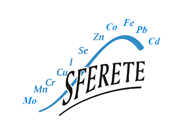 Mo Mn Cr Cu I Se Zn Co Fe Pb Cd
SFERETE